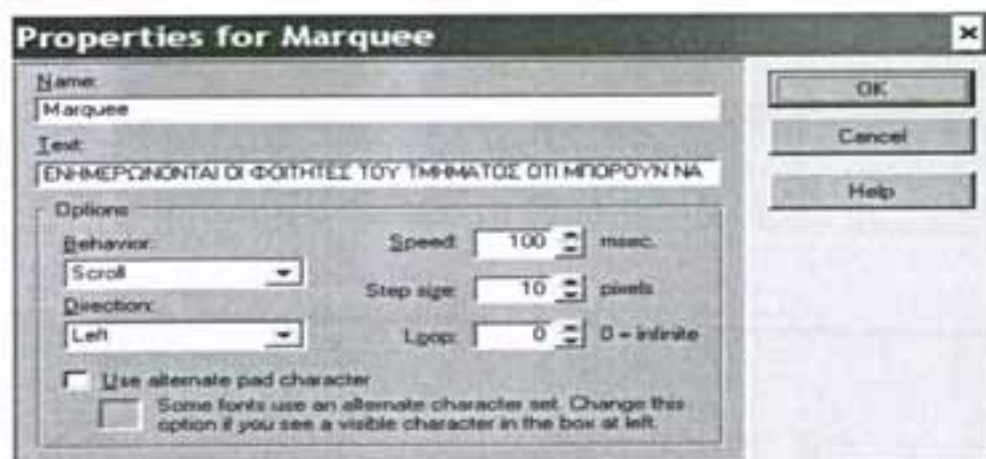 Properties for Marquee
Name:
Marquee
Text:
ΕΝΗΜΕΡΩΝΟΝΤΑΙ ΟΙ ΦΟΙΤΗΤΕΣ ΤΟΥ ΤΜΗΜΑΤΟΣ ΟΤΙ ΜΠΟΡΟΥΝ ΝΑ
Options
Behavior:
Scroll
Direction:
Left
Speed: 100 msec.
Step size: 10 pixels
Loop: 0 0 = infinite
Use alternate pad character
Some fonts use an alternate character set. Change this
option if you see a visible character in the box at left.
OK
Cancel
Help